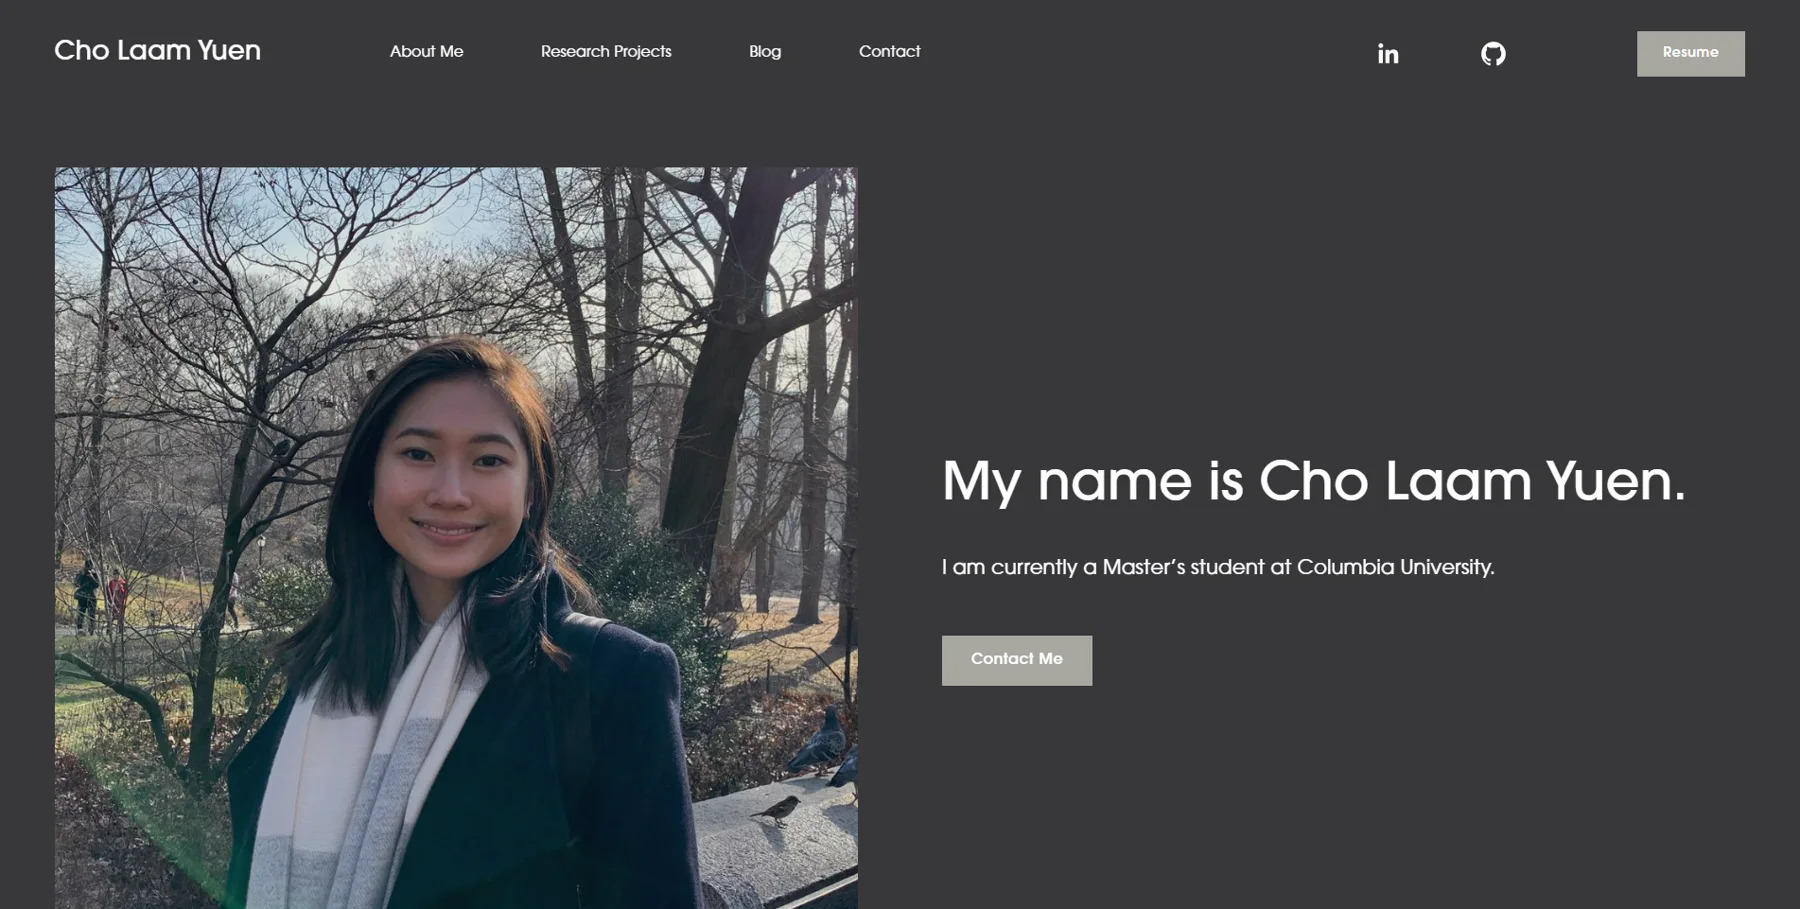 Cho Laam Yuen
About Me
Research Projects
Blog
Contact
in
Resume
My name is Cho Laam Yuen.
I am currently a Master’s student at Columbia University.
Contact Me